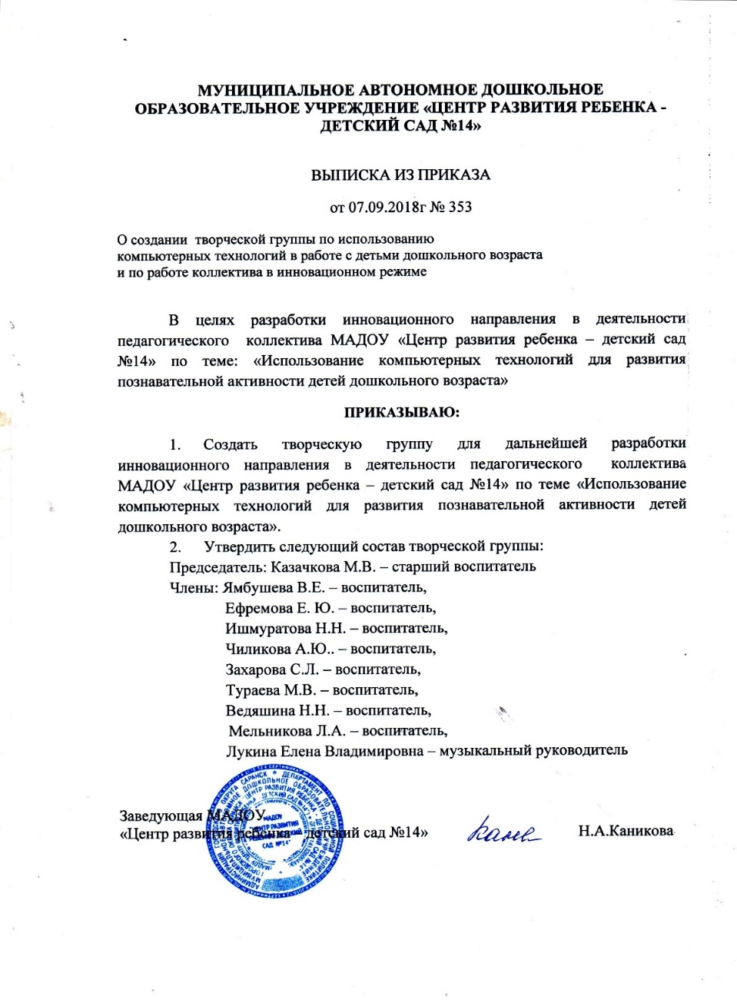 МУНИЦИПАЛЬНОЕ АВТОНОМНОЕ ДОШКОЛЬНОЕ
ОБРАЗОВАТЕЛЬНОЕ УЧРЕЖДЕНИЕ «ЦЕНТР РАЗВИТИЯ РЕБЕНКА -
ДЕТСКИЙ САД №14»
ВЫПИСКА ИЗ ПРИКАЗА
от 07.09.2018г № 353
О создании творческой группы по использованию
компьютерных технологий в работе с детьми дошкольного возраста
и по работе коллектива в инновационном режиме
В целях разработки инновационного направления в деятельности
педагогического коллектива МАДОУ «Центр развития ребенка – детский сад
№14» по теме: «Использование компьютерных технологий для развития
познавательной активности детей дошкольного возраста»
ПРИКАЗЫВАЮ:
1. Создать творческую группу для дальнейшей разработки
инновационного направления в деятельности педагогического коллектива
МАДОУ «Центр развития ребенка – детский сад №14» по теме «Использование
компьютерных технологий для развития познавательной активности детей
дошкольного возраста».
2. Утвердить следующий состав творческой группы:
Председатель: Казачкова М.В. – старший воспитатель
Члены: Ямбушева В.Е. – воспитатель,
Ефремова Е. Ю. – воспитатель,
Ишмуратова Н.Н. – воспитатель,
Чиликова А.Ю.. – воспитатель,
Захарова С.Л. – воспитатель,
Тураева М.В. – воспитатель,
Ведяшина Н.Н. – воспитатель,
Мельникова Л.А. – воспитатель,
Лукина Елена Владимировна – музыкальный руководитель
Заведующая МАДОУ
«Центр развития ребенка – детский сад №14» Н.А.Каникова
МАДОУ
"ЦЕНТР РАЗВИТИЯ
РЕБЕНКА - ДЕТСКИЙ
САД №14"